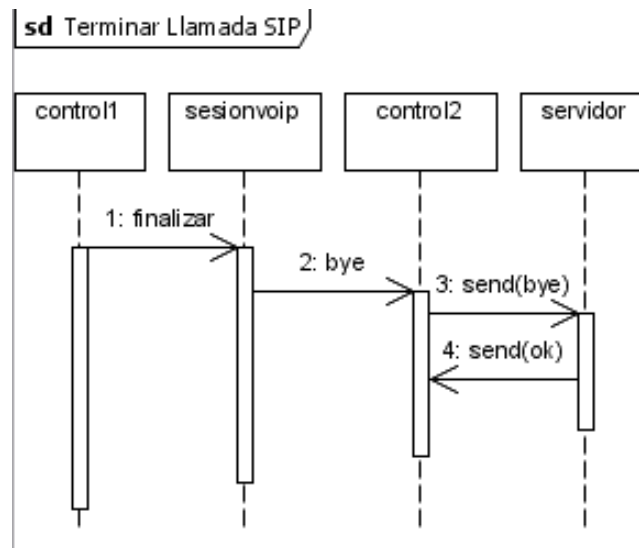 sd Terminar Llamada SIP
control1
sesionvoip
control2
servidor
1: finalizar
2: bye
3: send(bye)
4: send(ok)